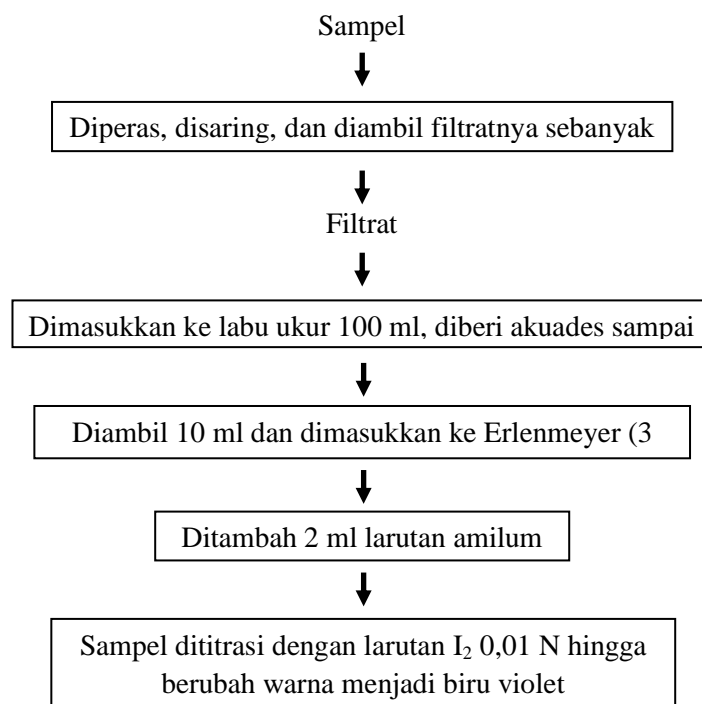 Sampel
Diperas, disaring, dan diambil filtratnya sebanyak
Filtrat
Dimasukkan ke labu ukur 100 ml, diberi akuades sampai
Diambil 10 ml dan dimasukkan ke Erlenmeyer (3
Ditambah 2 ml larutan amilum
Sampel dititrasi dengan larutan I₂ 0,01 N hingga
berubah warna menjadi biru violet